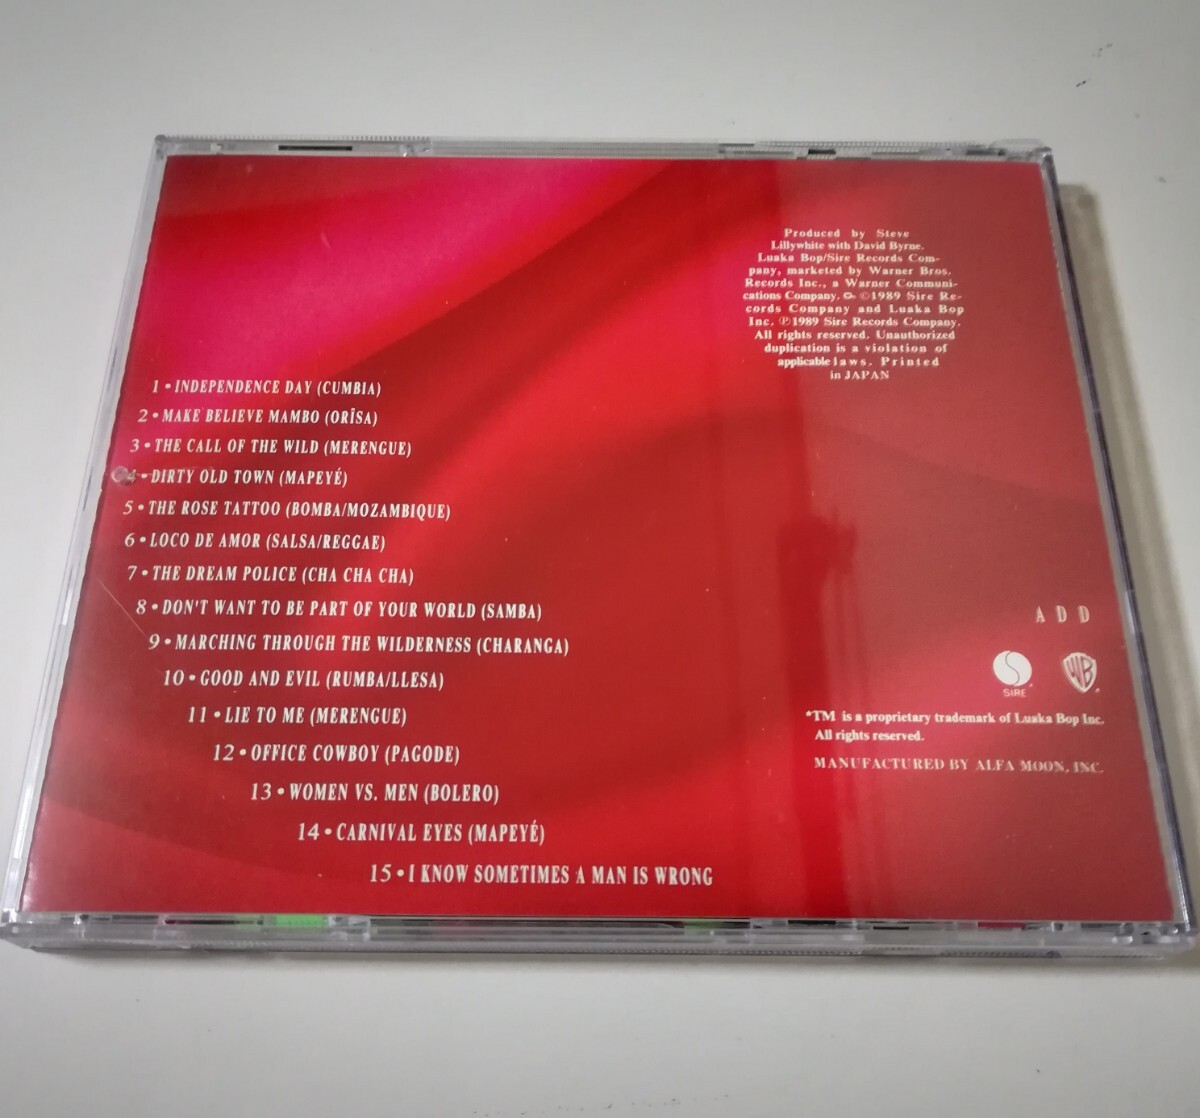 1 • INDEPENDENCE DAY (CUMBIA)
2 • MAKE BELIEVE MAMBO (ORĪSA)
3 • THE CALL OF THE WILD (MERENGUE)
4 • DIRTY OLD TOWN (MAPEYÉ)
5 • THE ROSE TATTOO (BOMBA/MOZAMBIQUE)
6 • LOCO DE AMOR (SALSA/REGGAE)
7 • THE DREAM POLICE (CHA CHA CHA)
8 • DON'T WANT TO BE PART OF YOUR WORLD (SAMBA)
9 • MARCHING THROUGH THE WILDERNESS (CHARANGA)
10 • GOOD AND EVIL (RUMBA/LLESA)
11 • LIE TO ME (MERENGUE)
12 • OFFICE COWBOY (PAGODE)
13 • WOMEN VS. MEN (BOLERO)
14 • CARNIVAL EYES (MAPEYÉ)
15 • I KNOW SOMETIMES A MAN IS WRONG
Produced by Steve
Lillywhite with David Byrne.
Luaka Bop/Sire Records Com-
pany, marketed by Warner Bros.
Records Inc., a Warner Communi-
cations Company. ©1989 Sire Re-
cords Company and Luaka Bop
Inc. ℗1989 Sire Records Company.
All rights reserved. Unauthorized
duplication is a violation of
applicable laws. Printed
in JAPAN
A D D
SIRE
WB
*TM is a proprietary trademark of Luaka Bop Inc.
All rights reserved.
MANUFACTURED BY ALFA MOON, INC.